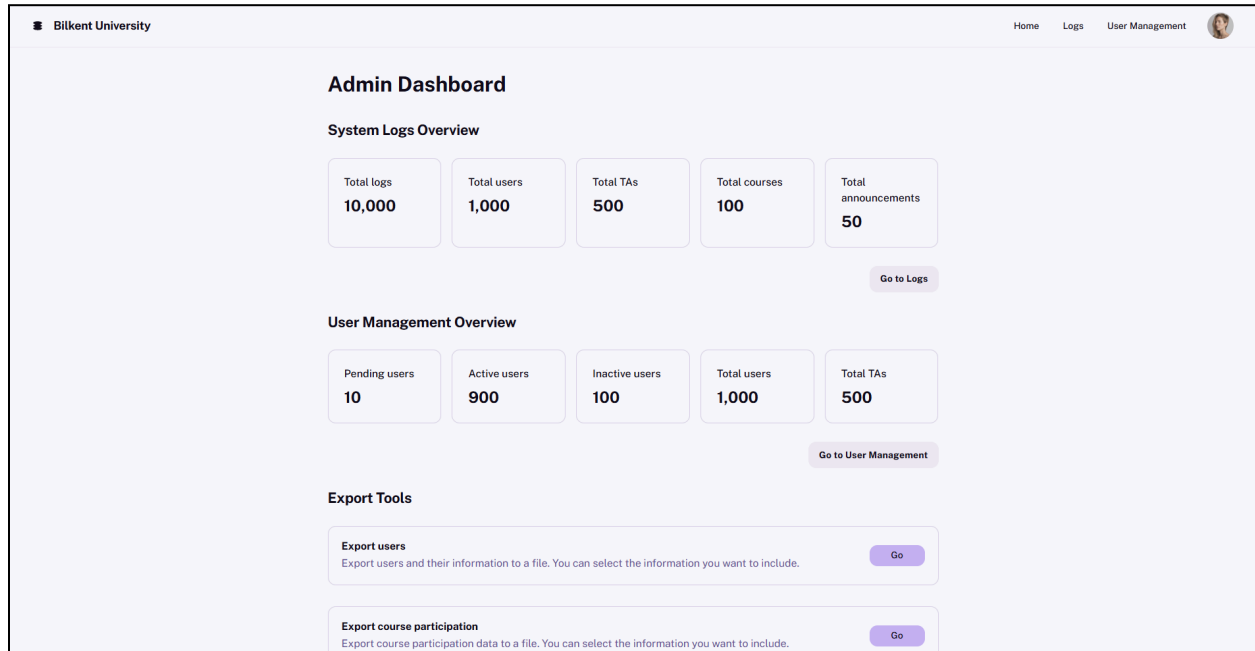 Bilkent University
Home Logs User Management
Admin Dashboard
System Logs Overview
Total logs
10,000
Total users
1,000
Total TAs
500
Total courses
100
Total
announcements
50
Go to Logs
User Management Overview
Pending users
10
Active users
900
Inactive users
100
Total users
1,000
Total TAs
500
Go to User Management
Export Tools
Export users
Export users and their information to a file. You can select the information you want to include.
Go
Export course participation
Export course participation data to a file. You can select the information you want to include.
Go